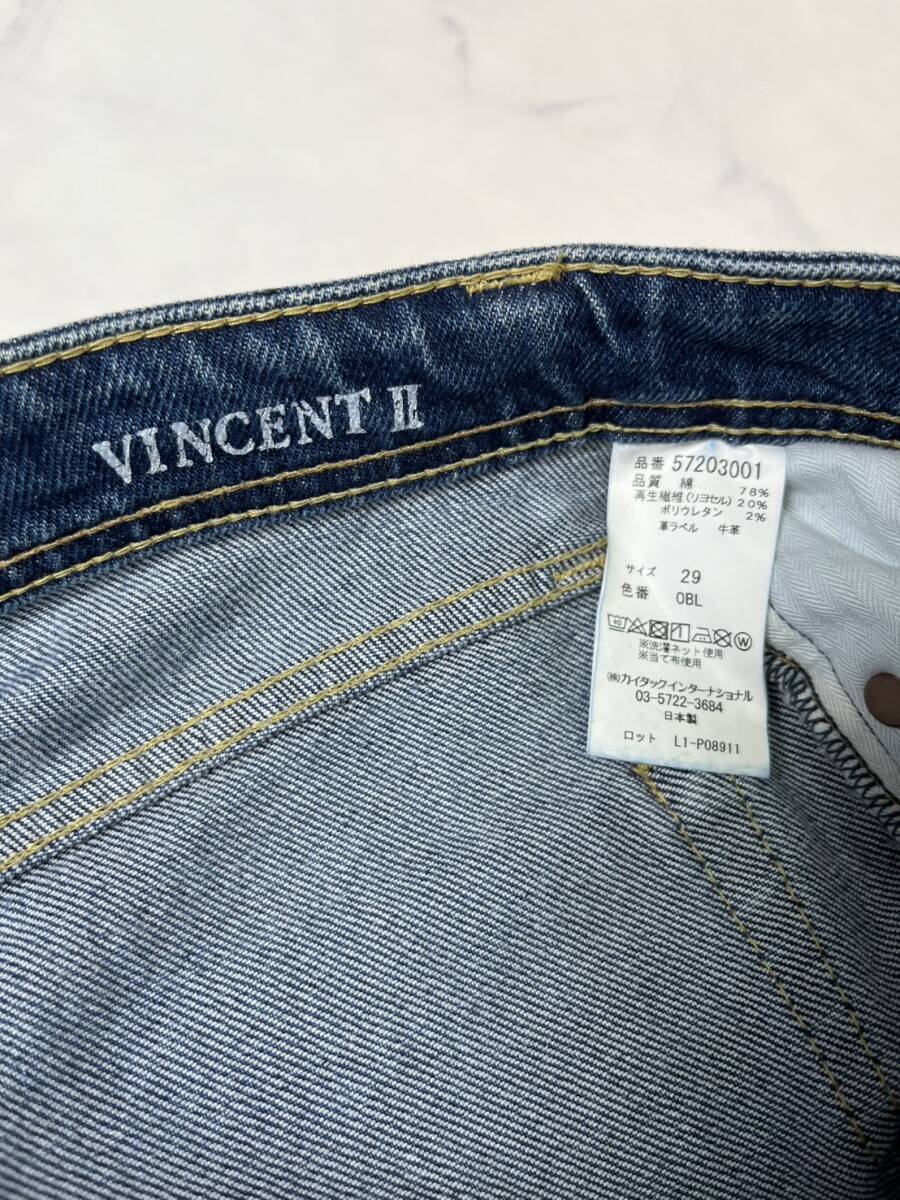 VINCENT II
品番 57203001
品質 綿 78%
再生繊維(リヨセル) 20%
ポリウレタン 2%
革ラベル 牛革
サイズ 29
色番 OBL
40 W
※洗濯ネット使用
※当て布使用
㈱カイタックインターナショナル
03-5722-3684
日本製
ロット L1-P08911